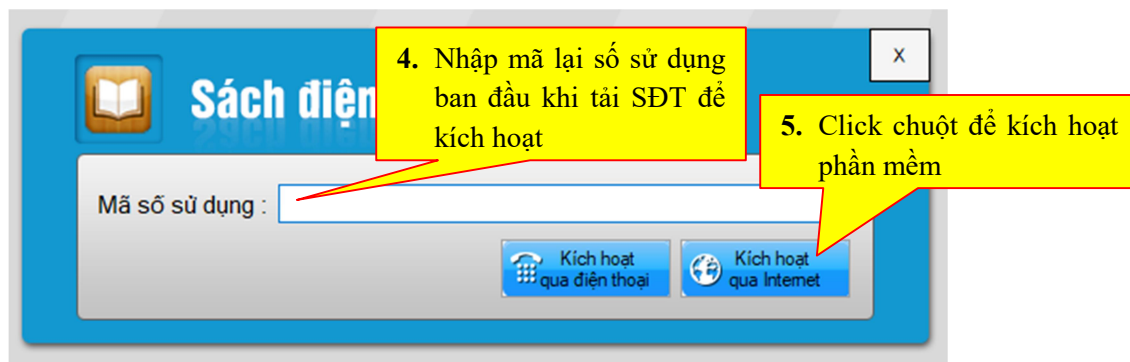 4. Nhập mã lại số sử dụng
ban đầu khi tải SĐT để
kích hoạt
X
Sách điện
5. Click chuột để kích hoạt
phần mềm
Mã số sử dụng :
Kích hoạt
qua điện thoại
Kích hoạt
qua Internet